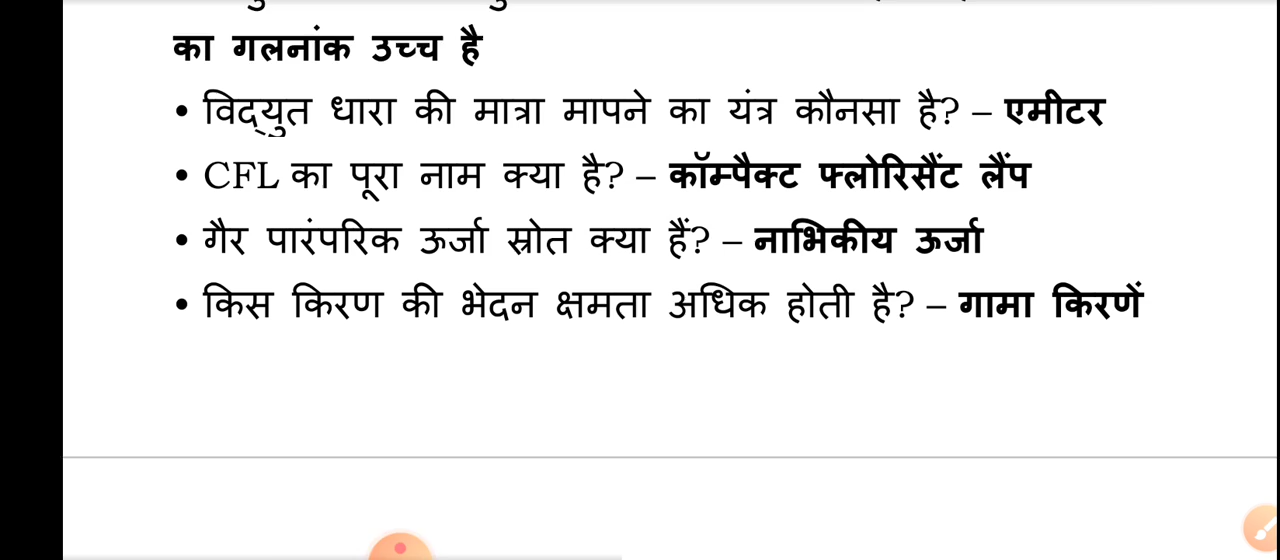 का गलनांक उच्च है
• विद्युत धारा की मात्रा मापने का यंत्र कौनसा है? – एमीटर
• CFL का पूरा नाम क्या है? – कॉम्पैक्ट फ्लोरिसैंट लैंप
• गैर पारंपरिक ऊर्जा स्रोत क्या हैं? – नाभिकीय ऊर्जा
• किस किरण की भेदन क्षमता अधिक होती है? – गामा किरणें